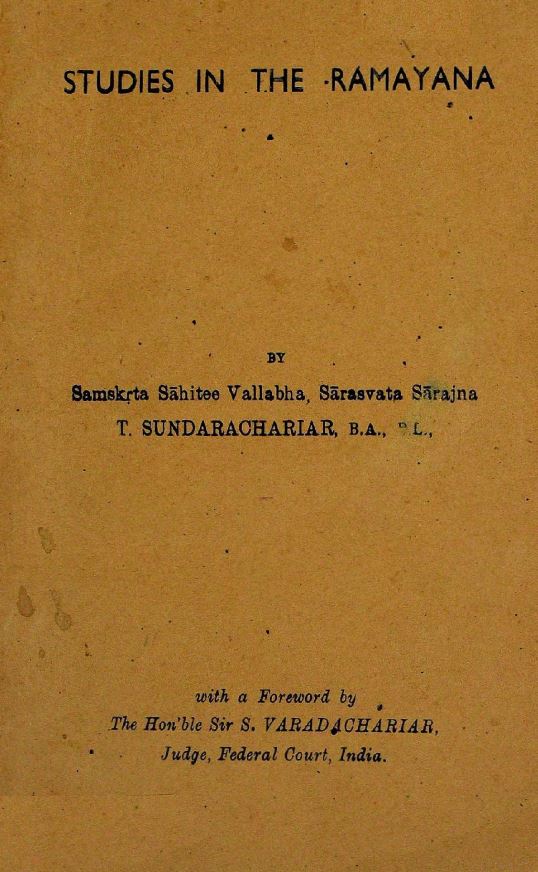 STUDIES IN THE RAMAYANA
BY
Samskṛta Sāhitee Vallabha, Sārasvata Sārajna
T. SUNDARACHARIAR, B.A., B.L.,
with a Foreword by
The Hon'ble Sir S. VARADACHARIAR,
Judge, Federal Court, India.